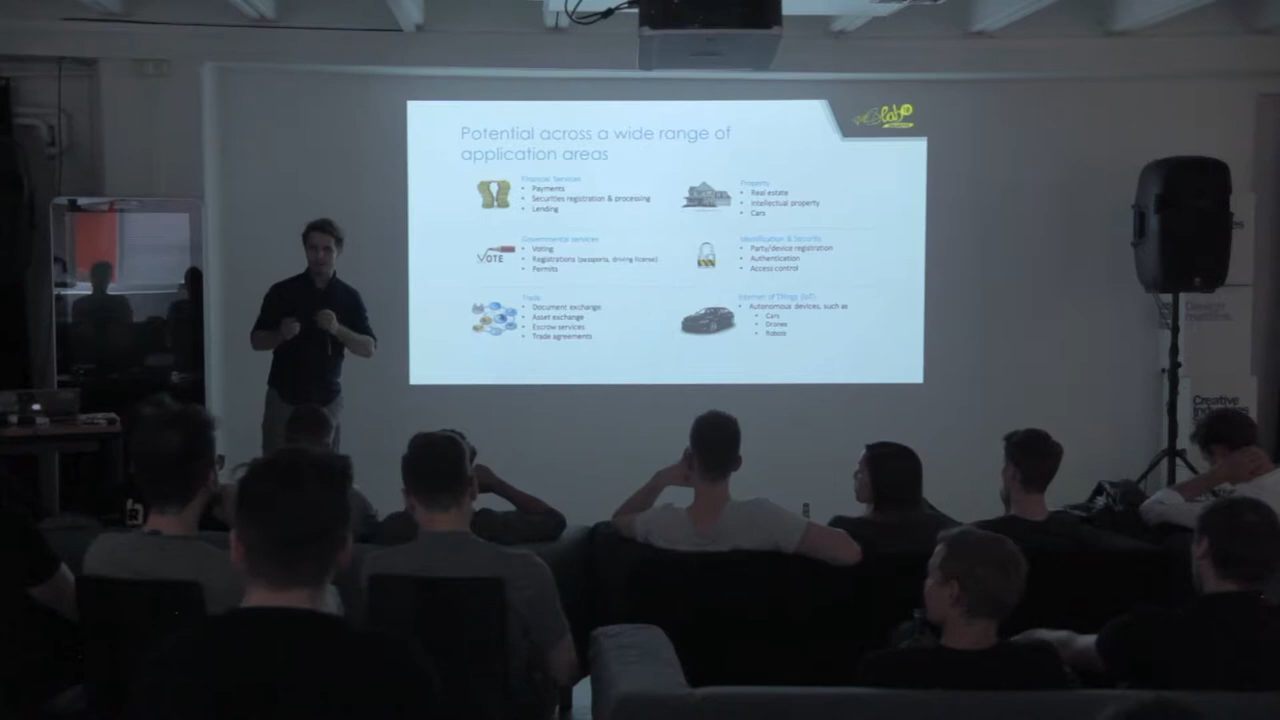 Potential across a wide range of
application areas
Financial Services
• Payments
• Securities registration & processing
• Lending
Property
• Real estate
• Intellectual property
• Cars
VOTE
Governmental services
• Voting
• Registrations (passports, driving license)
• Permits
Identification & Security
• Party/device registration
• Authentication
• Access control
Trade
• Document exchange
• Asset exchange
• Escrow services
• Trade agreements
Internet of Things (IoT)
• Autonomous devices, such as
• Cars
• Drones
• Robots
lab
Creative
Industries